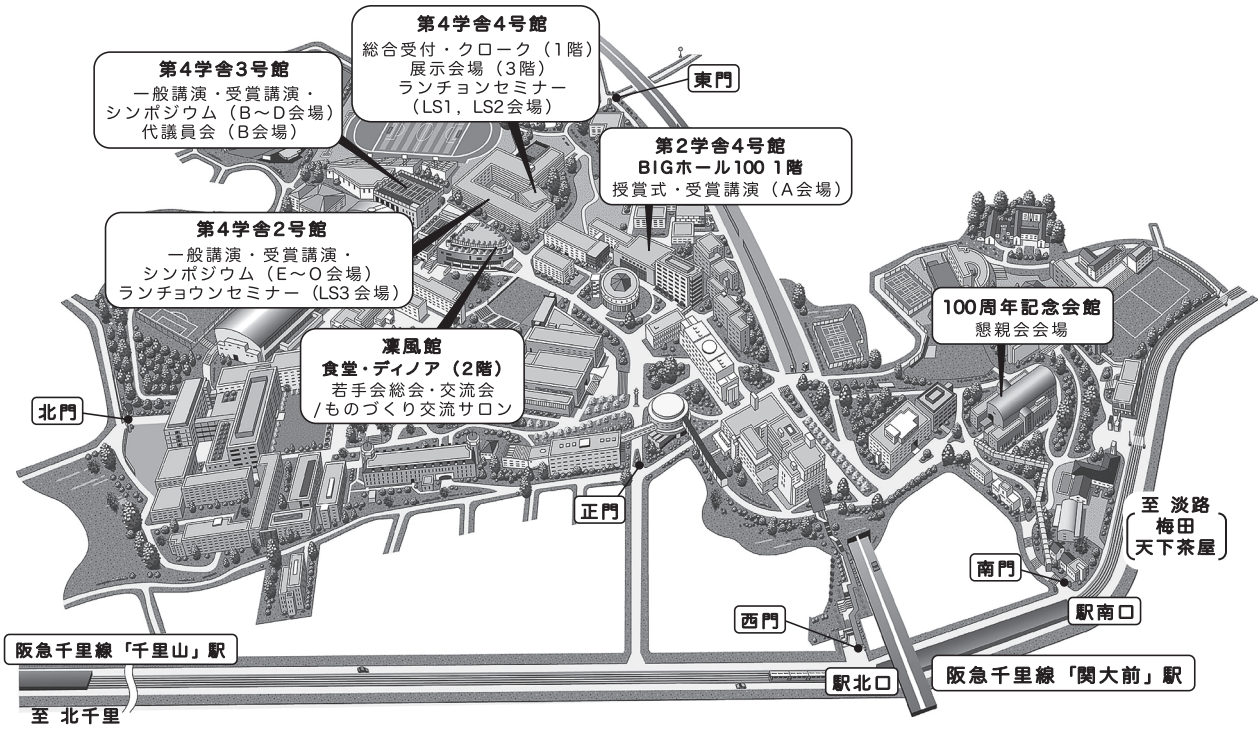 第4学舎4号館
総合受付・クローク（1階）
展示会場（3階）
ランチョンセミナー
（LS1，LS2会場）
東門
第4学舎3号館
一般講演・受賞講演・
シンポジウム（B～D会場）
代議員会（B会場）
第2学舎4号館
BIGホール100 1階
授賞式・受賞講演（A会場）
第4学舎2号館
一般講演・受賞講演・
シンポジウム（E～O会場）
ランチョウンセミナー（LS3会場）
100周年記念会館
懇親会会場
凜風館
食堂・ディノア（2階）
若手会総会・交流会
/ものづくり交流サロン
北門
正門
至 淡路
梅田
天下茶屋
南門
駅南口
西門
阪急千里線「千里山」駅
阪急千里線「関大前」駅
駅北口
至 北千里